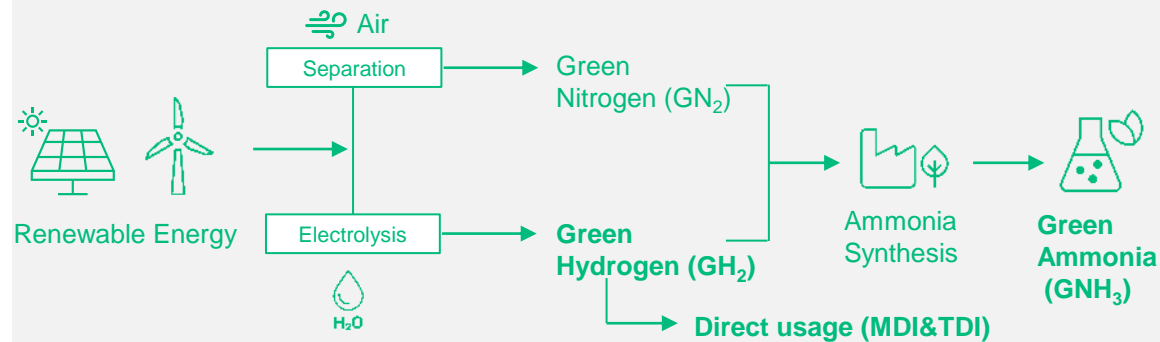 Air
Separation
Green
Nitrogen (GN₂)
Renewable Energy
Electrolysis
H₂O
Green
Hydrogen (GH₂)
Direct usage (MDI&TDI)
Ammonia
Synthesis
Green
Ammonia
(GNH₃)